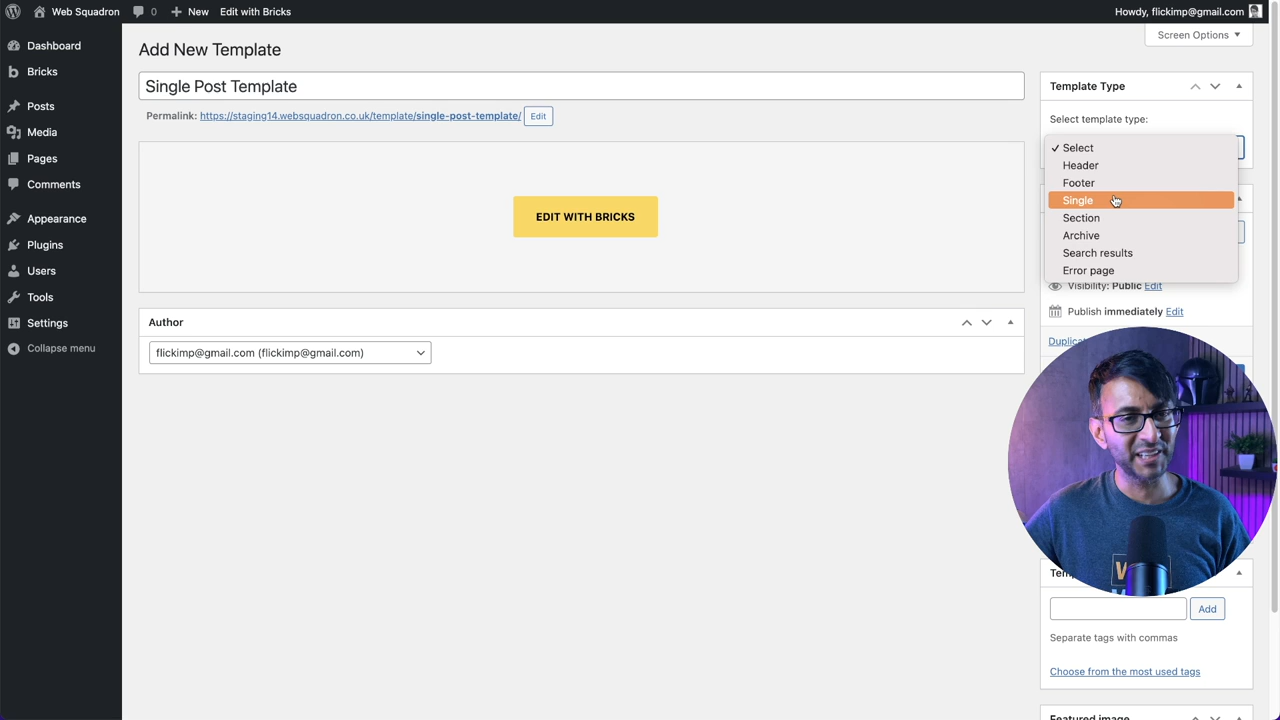 Web Squadron
0
New
Edit with Bricks
Howdy, flickimp@gmail.com
Dashboard
Bricks
Posts
Media
Pages
Comments
Appearance
Plugins
Users
Tools
Settings
Collapse menu
Screen Options
Add New Template
Single Post Template
Permalink: https://staging14.websquadron.co.uk/template/single-post-template/ Edit
EDIT WITH BRICKS
Author
flickimp@gmail.com (flickimp@gmail.com)
Template Type
Select template type:
Select
Header
Footer
Single
Section
Archive
Search results
Error page
Visibility: Public Edit
Publish immediately Edit
Add
Separate tags with commas
Choose from the most used tags
Featured image